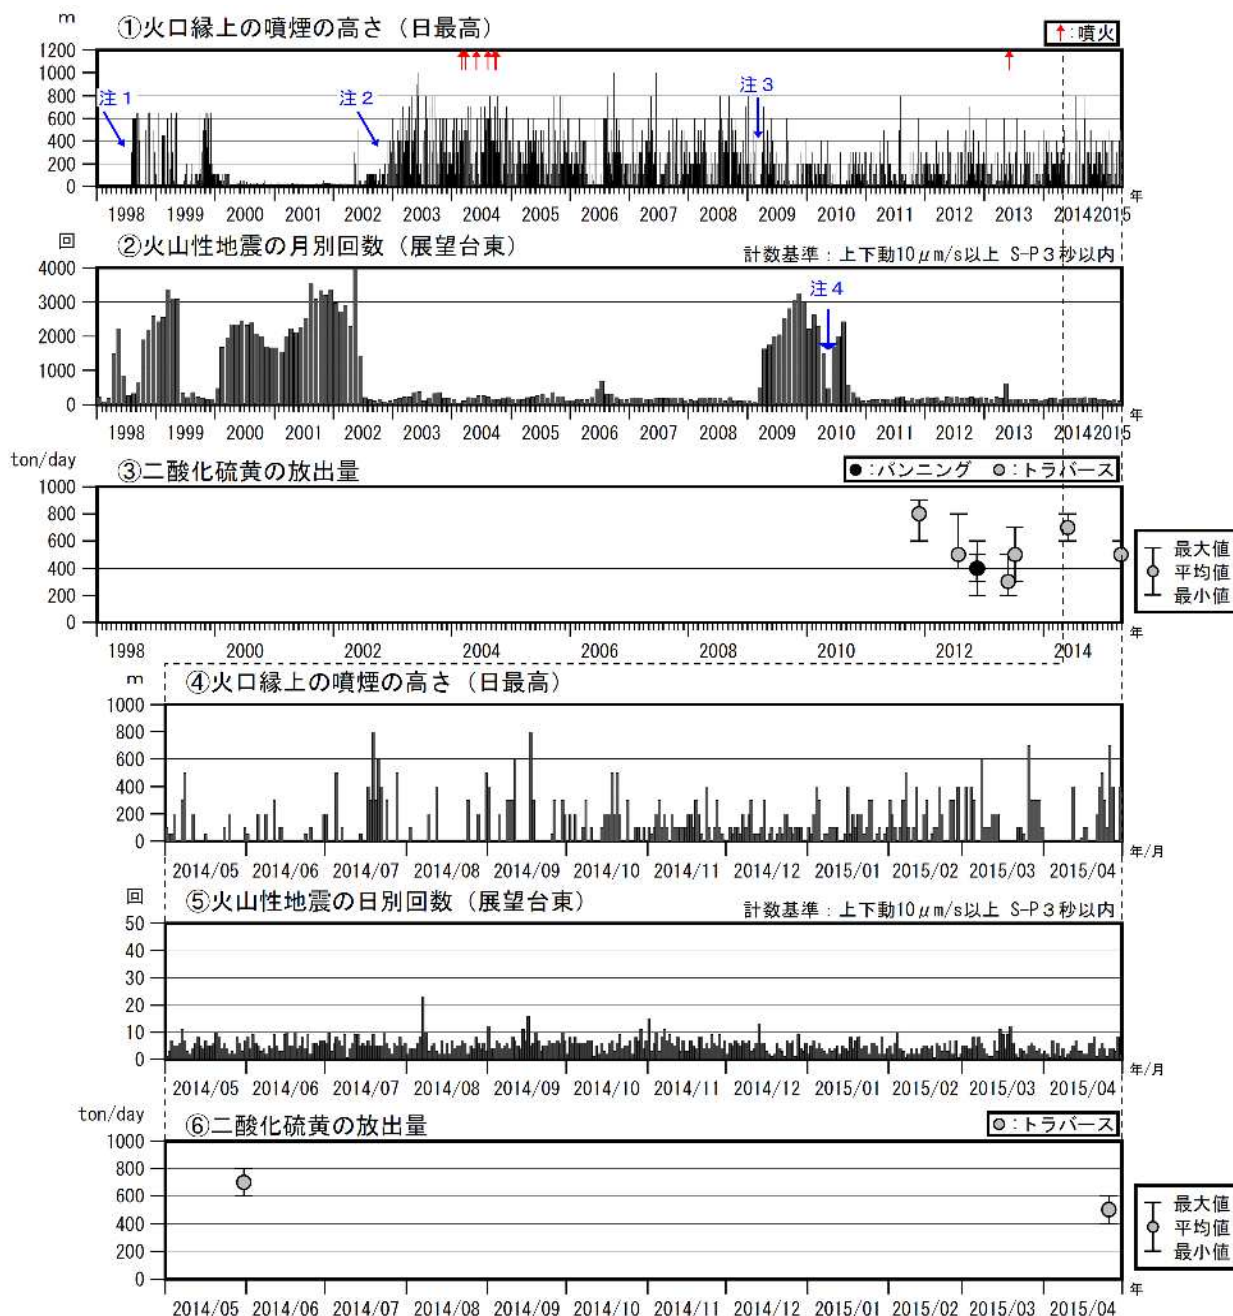 m
①火口縁上の噴煙の高さ（日最高）
↑:噴火
1200
1000
800
600
400
200
0
注１
注２
注３
1998 1999 2000 2001 2002 2003 2004 2005 2006 2007 2008 2009 2010 2011 2012 2013 2014 2015 年
回
②火山性地震の月別回数（展望台東）
計数基準：上下動10μm/s以上 S-P３秒以内
4000
3000
2000
1000
0
注４
1998 1999 2000 2001 2002 2003 2004 2005 2006 2007 2008 2009 2010 2011 2012 2013 2014 2015 年
ton/day
③二酸化硫黄の放出量
●:パンニング ○:トラバース
1000
800
600
400
200
0
最大値
平均値
最小値
1998 2000 2002 2004 2006 2008 2010 2012 2014 年
m
④火口縁上の噴煙の高さ（日最高）
1000
800
600
400
200
0
2014/05 2014/06 2014/07 2014/08 2014/09 2014/10 2014/11 2014/12 2015/01 2015/02 2015/03 2015/04 年/月
回
⑤火山性地震の日別回数（展望台東）
計数基準：上下動10μm/s以上 S-P３秒以内
50
40
30
20
10
0
2014/05 2014/06 2014/07 2014/08 2014/09 2014/10 2014/11 2014/12 2015/01 2015/02 2015/03 2015/04 年/月
ton/day
⑥二酸化硫黄の放出量
○:トラバース
1000
800
600
400
200
0
最大値
平均値
最小値
2014/05 2014/06 2014/07 2014/08 2014/09 2014/10 2014/11 2014/12 2015/01 2015/02 2015/03 2015/04 年